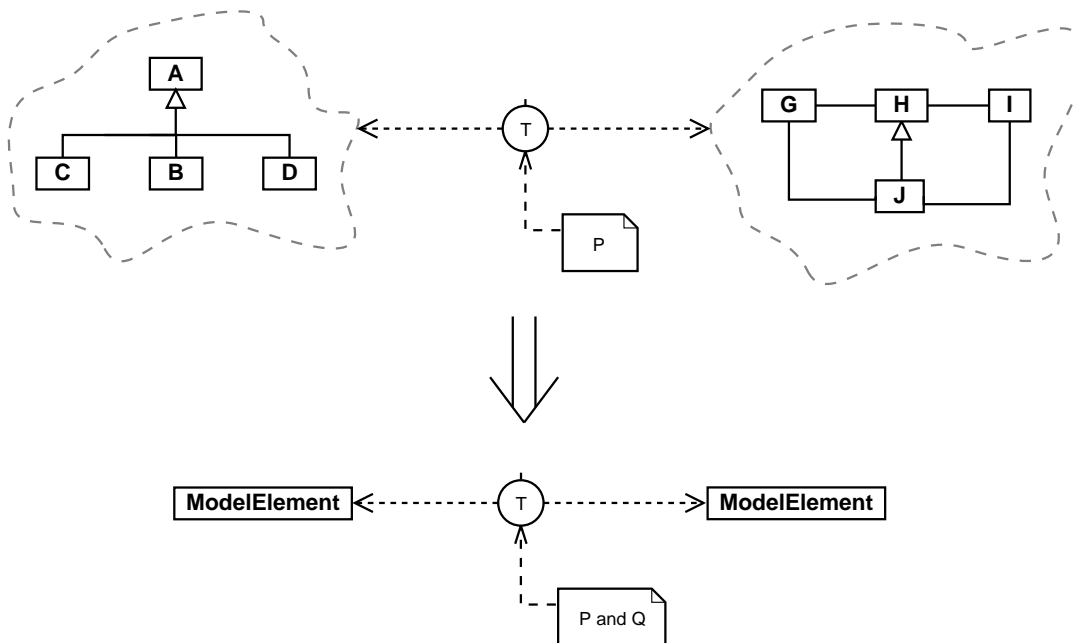 A
C B D
T
P
G H I
J
ModelElement T ModelElement
P and Q